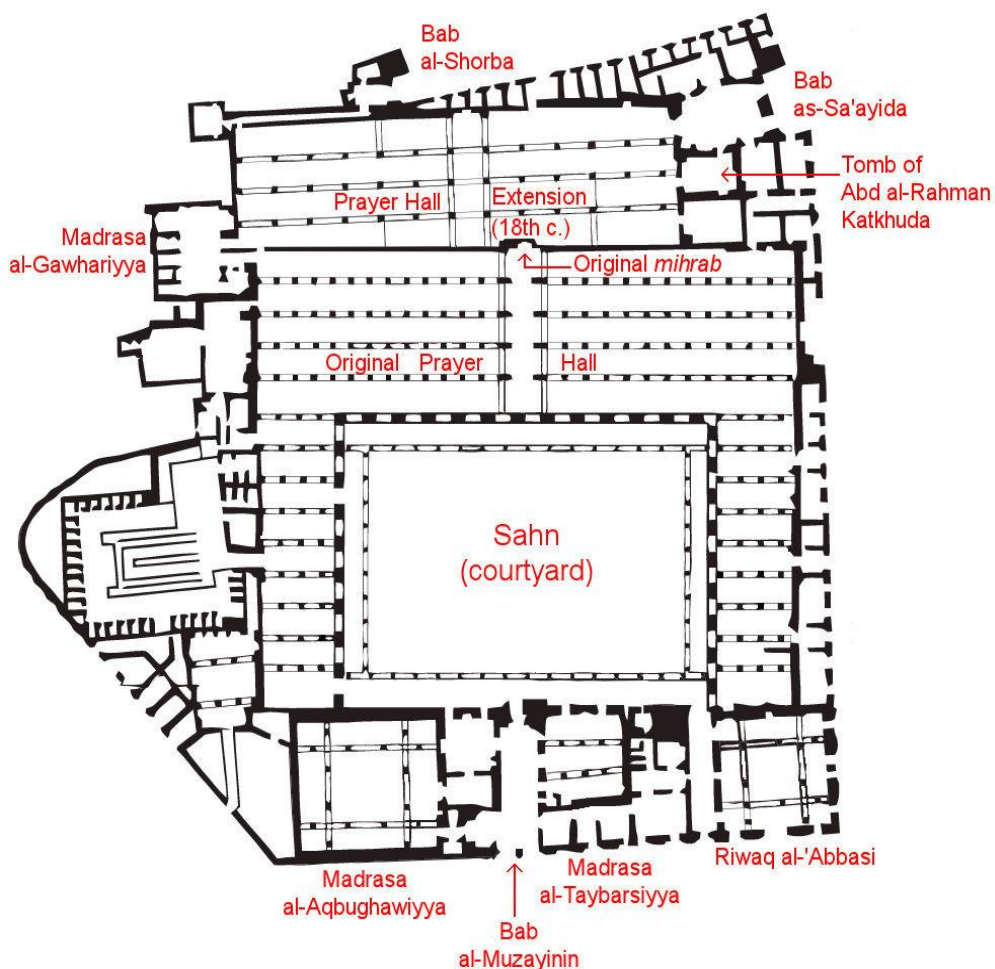 Bab
al-Shorba
Bab
as-Sa'ayida
Tomb of
Abd al-Rahman
Katkhuda
Prayer Hall Extension
(18th c.)
Madrasa
al-Gawhariyya
Original mihrab
Original Prayer Hall
Sahn
(courtyard)
Riwaq al-'Abbasi
Madrasa
al-Aqbughawiyya
Madrasa
al-Taybarsiyya
Bab
al-Muzayinin